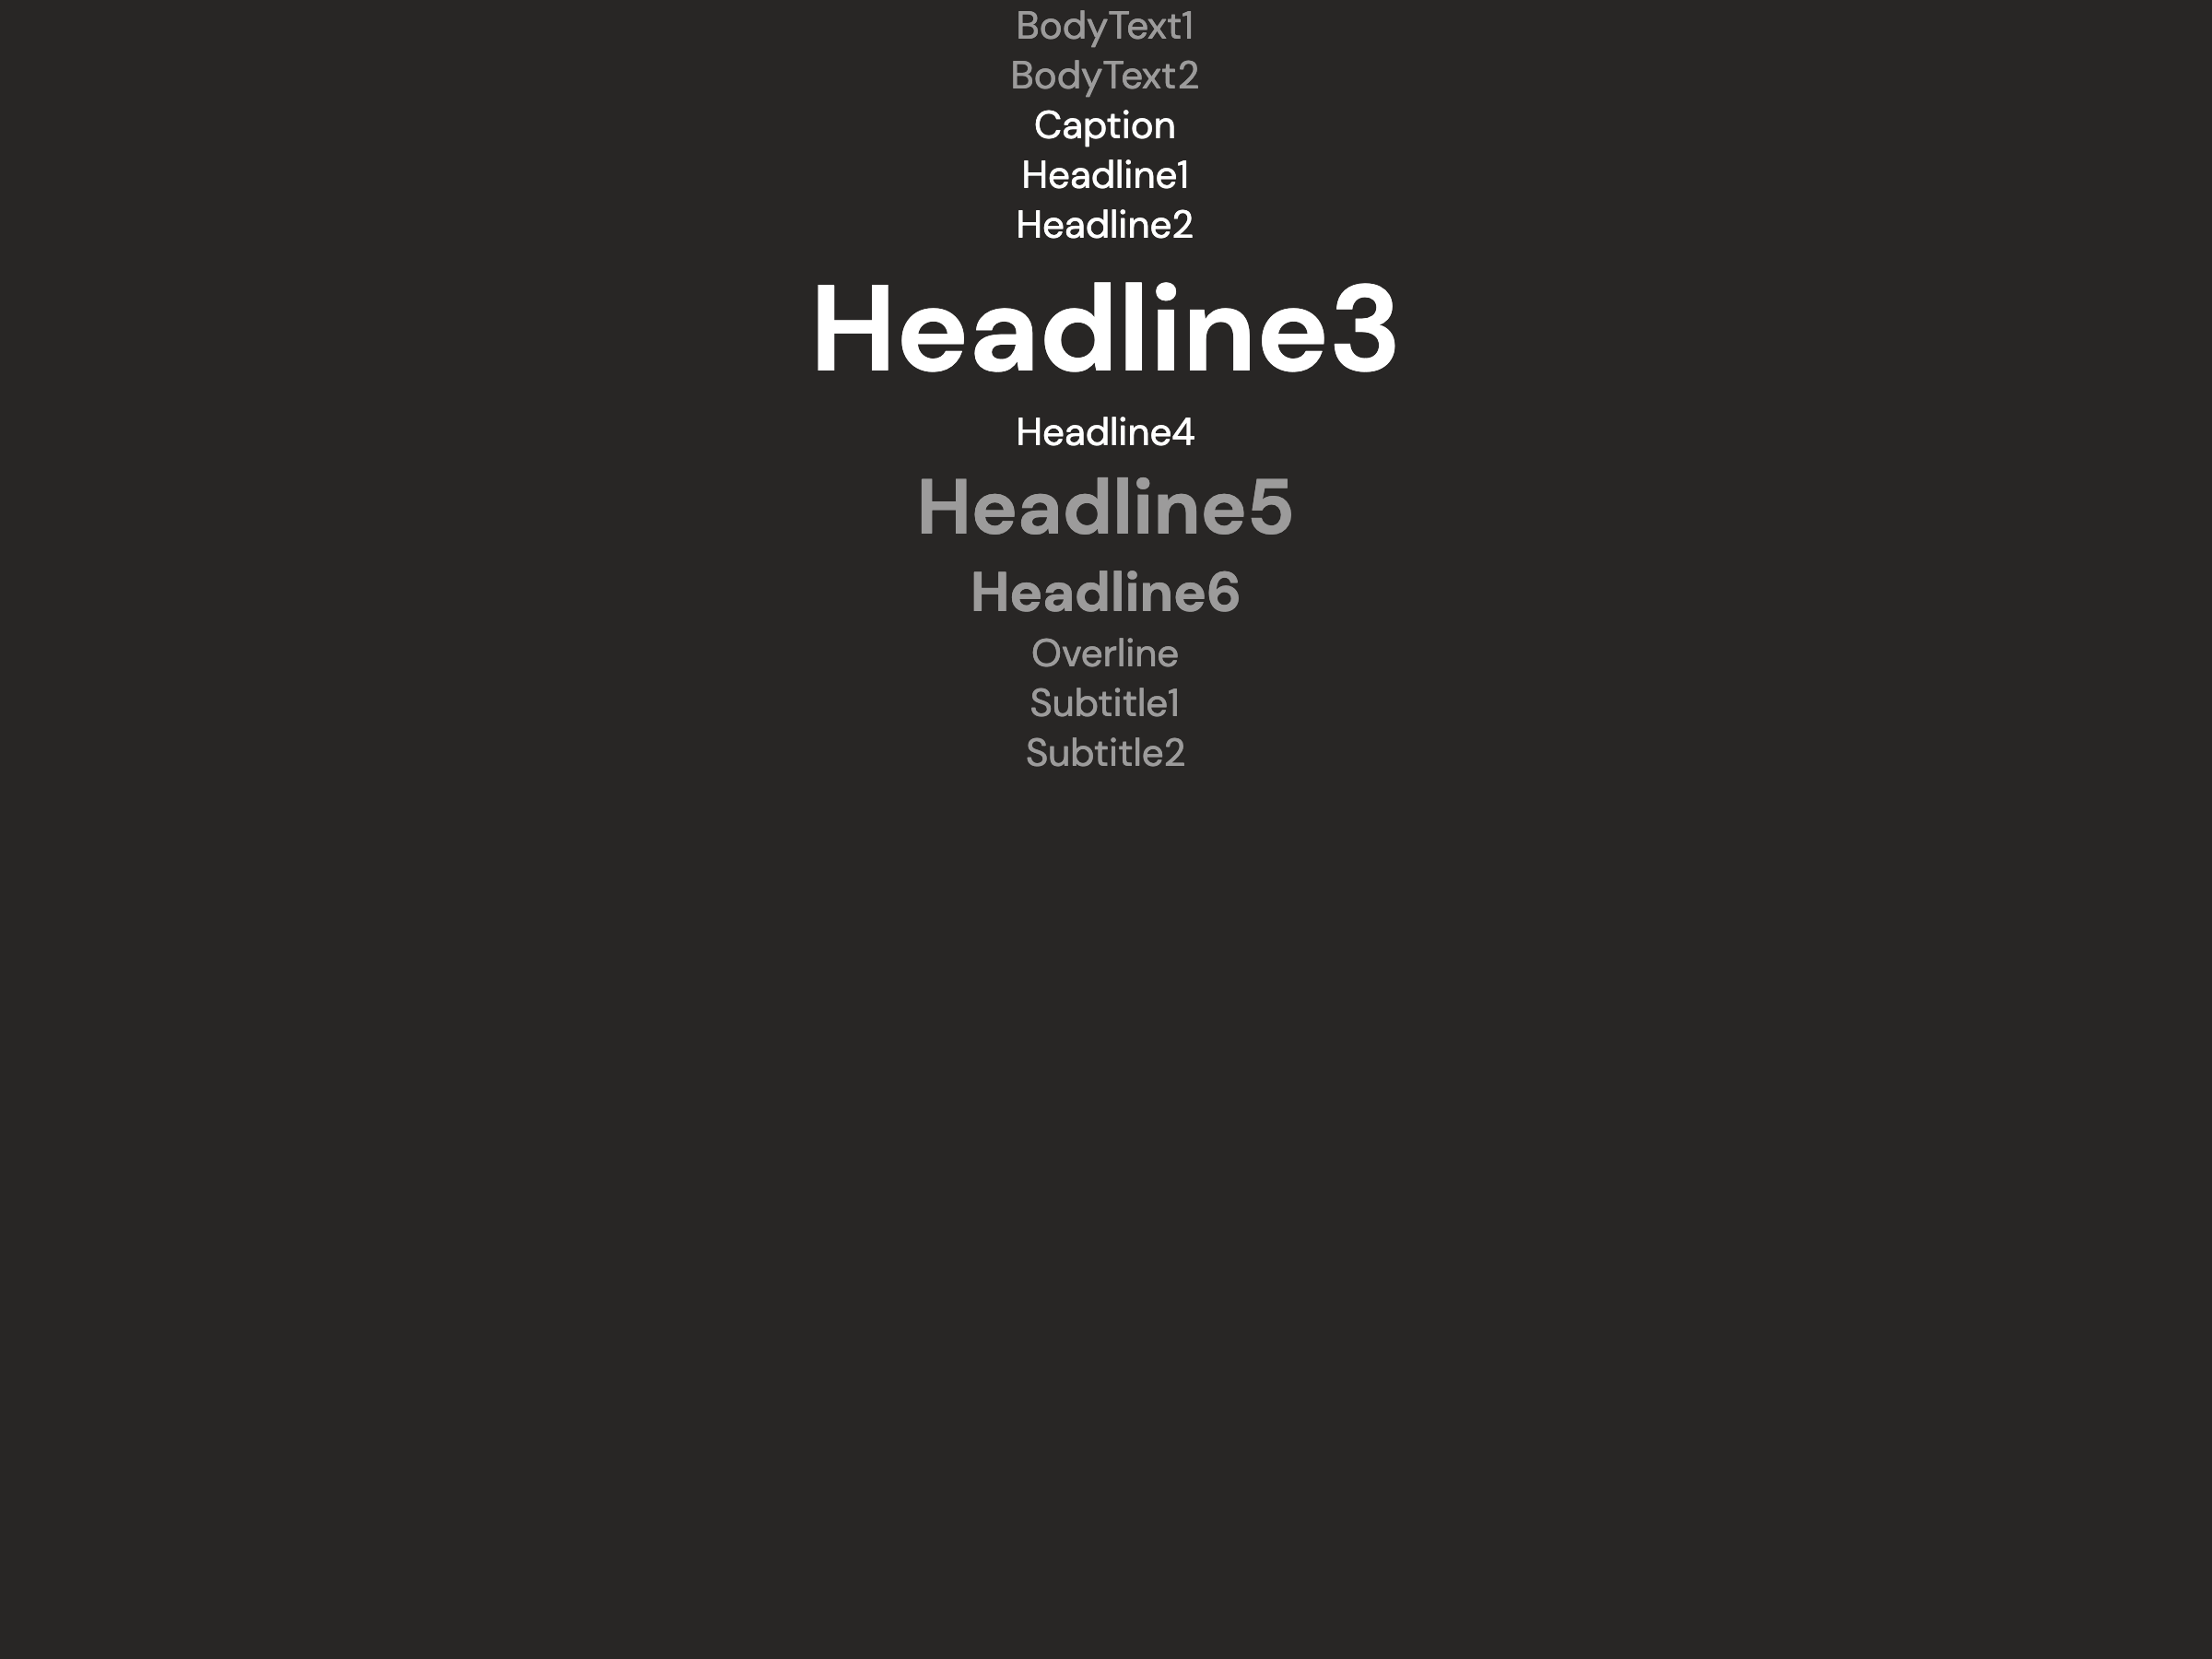 BodyText1
BodyText2
Caption
Headline1
Headline2
Headline3
Headline4
Headline5
Headline6
Overline
Subtitle1
Subtitle2